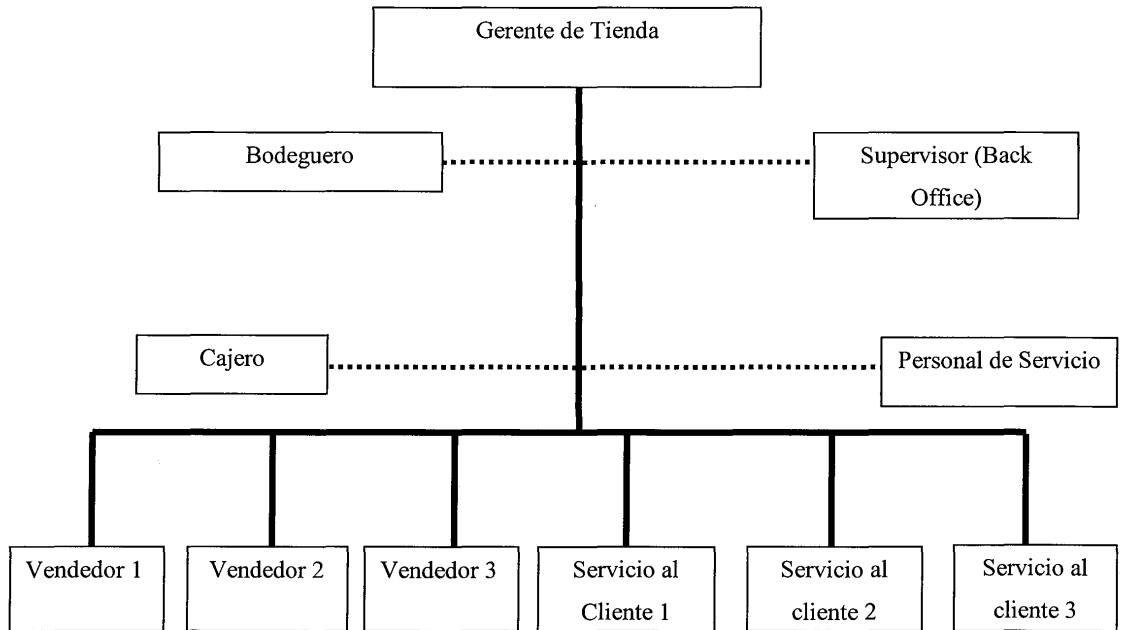 Gerente de Tienda
Bodeguero
Supervisor (Back
Office)
Cajero
Personal de Servicio
Vendedor 1
Vendedor 2
Vendedor 3
Servicio al
Cliente 1
Servicio al
cliente 2
Servicio al
cliente 3